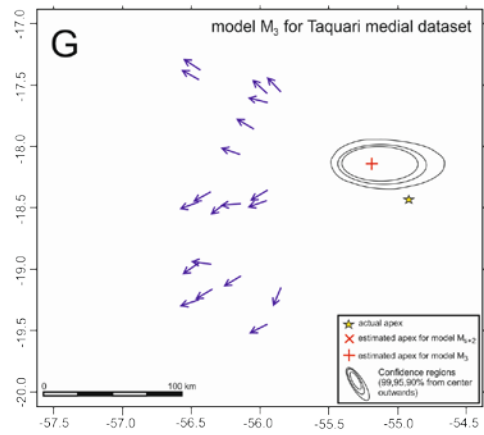 G
model M3 for Taquari medial dataset
-17.0
-17.5
-18.0
-18.5
-19.0
-19.5
-20.0
actual apex
estimated apex for model Ms+2
estimated apex for model M3
Confidence regions
(99,95,90% from center
outwards)
0 100 km
-57.5 -57.0 -56.5 -56.0 -55.5 -55.0 -54.5